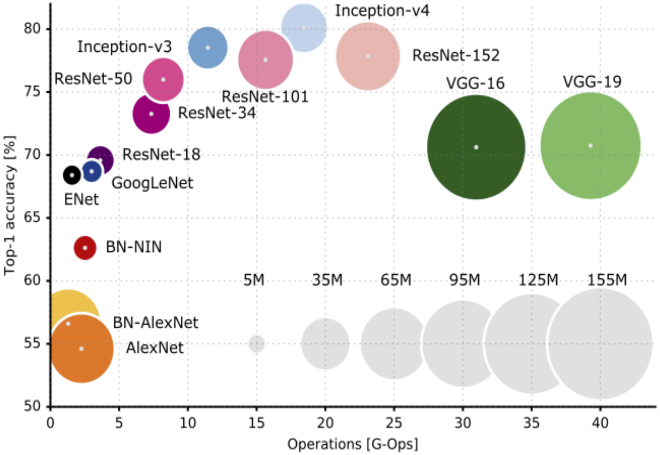 Inception-v4
80
Inception-v3
ResNet-152
ResNet-50
VGG-16
VGG-19
75
ResNet-101
ResNet-34
70
ResNet-18
GoogLeNet
ENet
65
BN-NIN
60
5M 35M 65M 95M 125M 155M
BN-AlexNet
55
AlexNet
50
0 5 10 15 20 25 30 35 40
Operations [G-Ops]
Top-1 accuracy [%]